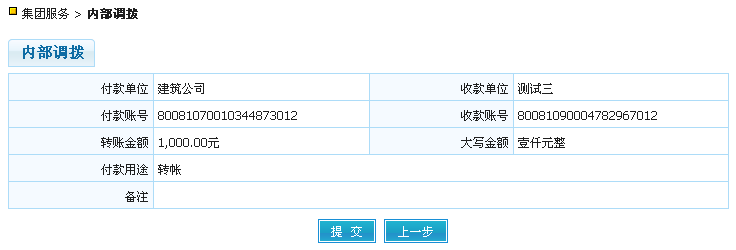 集团服务 > 内部调拨
内部调拨
付款单位 建筑公司 收款单位 测试三
付款账号 80081070010344873012 收款账号 80081090004782967012
转账金额 1,000.00元 大写金额 壹仟元整
付款用途 转帐
备注
提 交 上一步